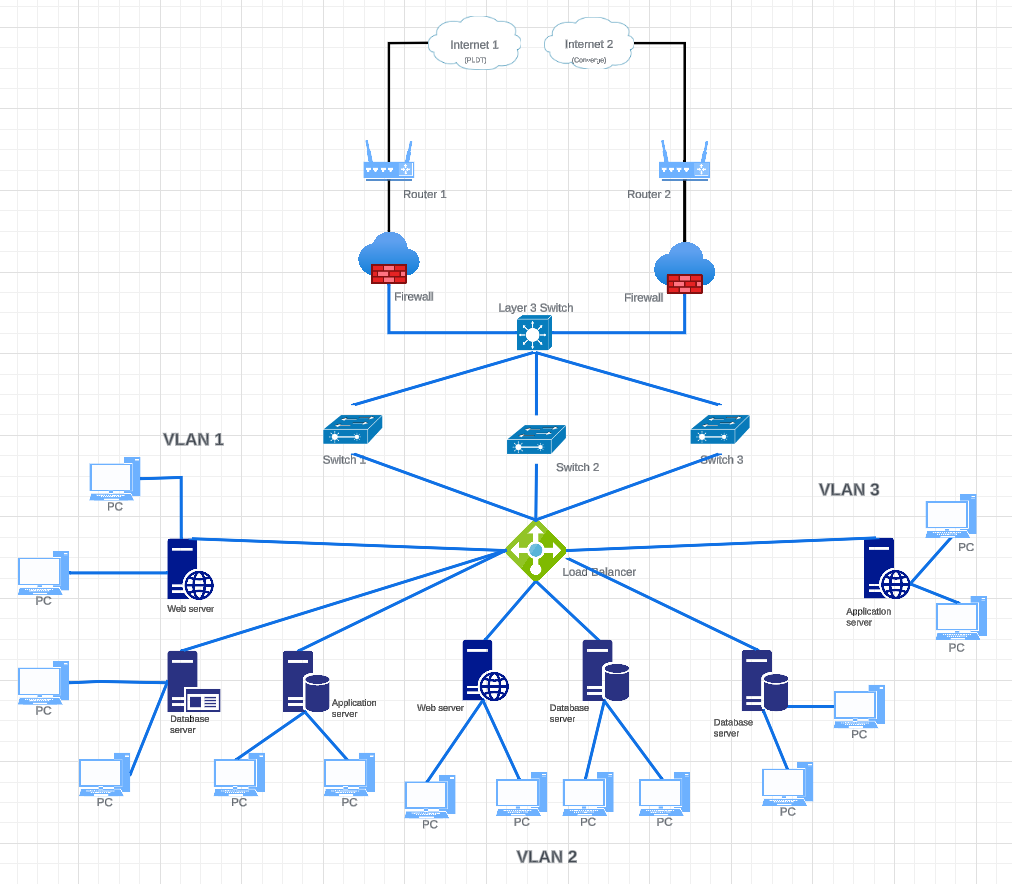 Internet 1
(PLDT)
Internet 2
(Converge)
Router 1
Router 2
Firewall
Firewall
Layer 3 Switch
VLAN 1
Switch 1
Switch 2
Switch 3
VLAN 3
PC
PC
PC
Load Balancer
Web server
Application
server
PC
PC
Database
server
Application
server
Web server
Database
server
Database
server
PC
PC
PC
PC
PC
PC
PC
PC
PC
PC
VLAN 2